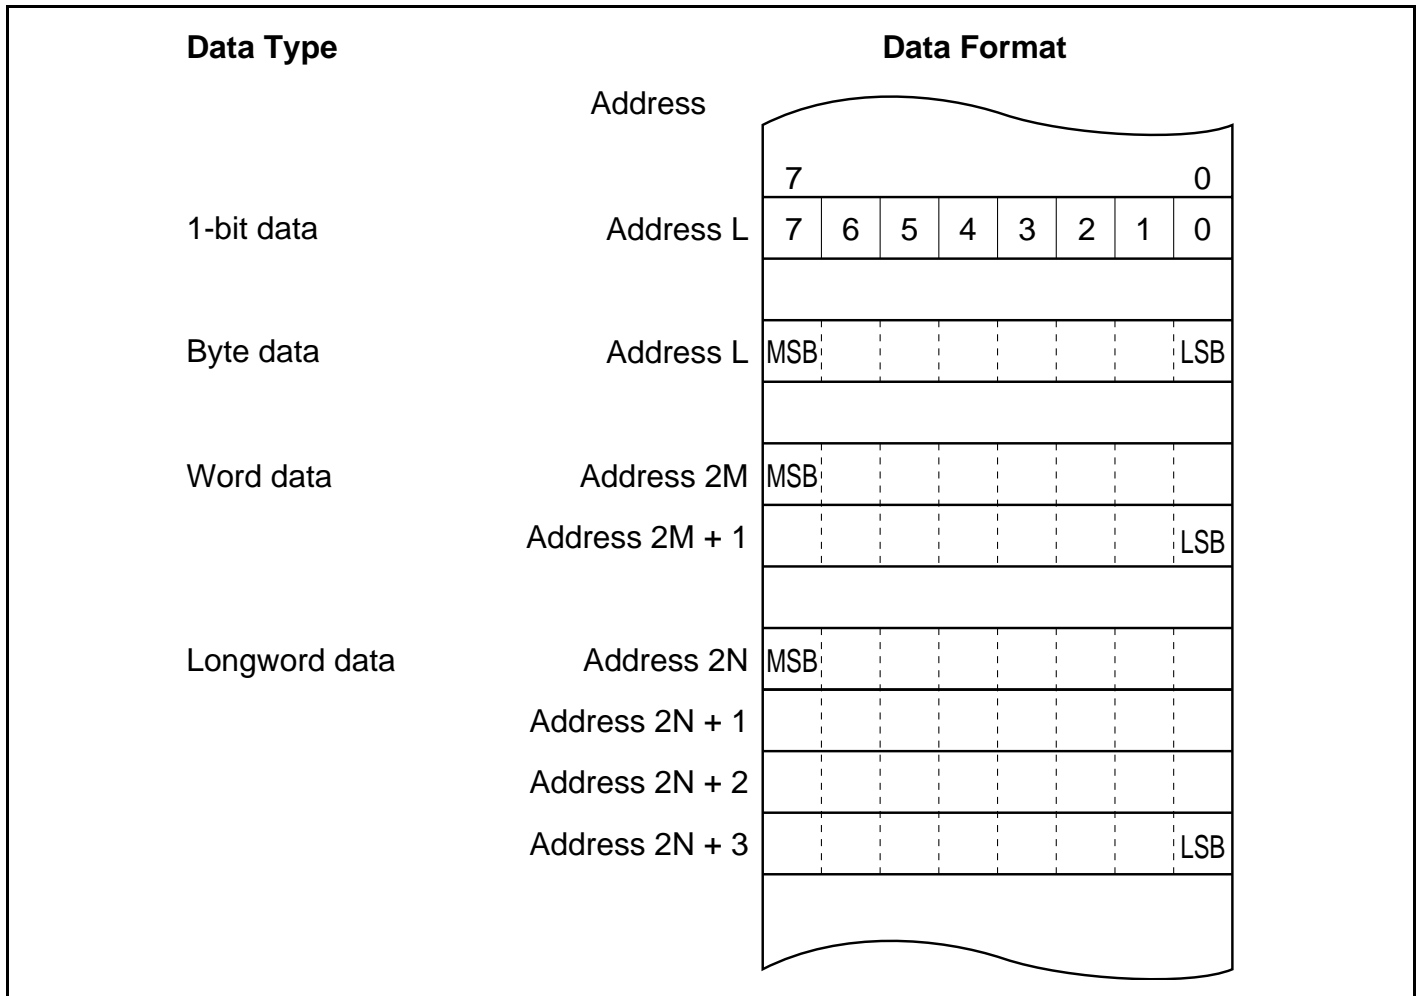 Data Type Data Format
Address
7 0
1-bit data Address L 7 6 5 4 3 2 1 0
Byte data Address L MSB LSB
Word data Address 2M MSB
Address 2M + 1 LSB
Longword data Address 2N MSB
Address 2N + 1
Address 2N + 2
Address 2N + 3 LSB